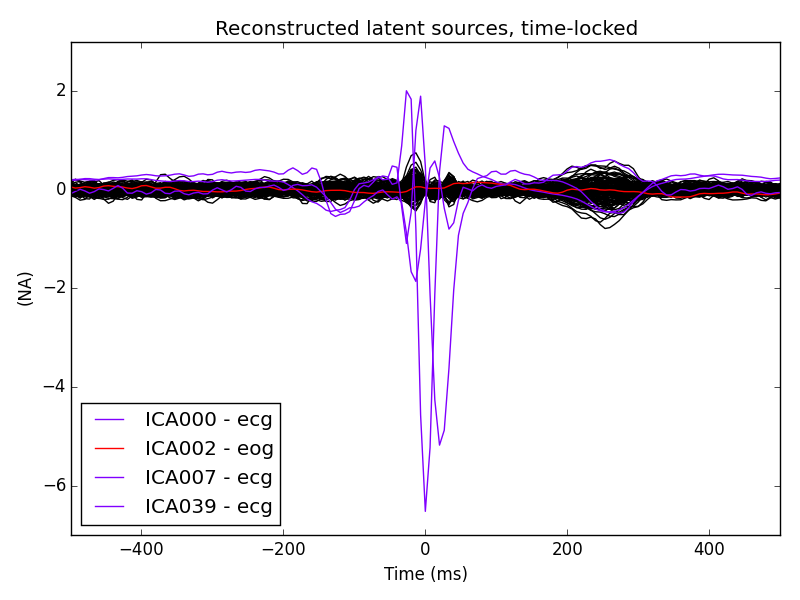 Reconstructed latent sources, time-locked
2
0
−2
−4
−6
(NA)
ICA000 - ecg
ICA002 - eog
ICA007 - ecg
ICA039 - ecg
−400
−200
0
200
400
Time (ms)